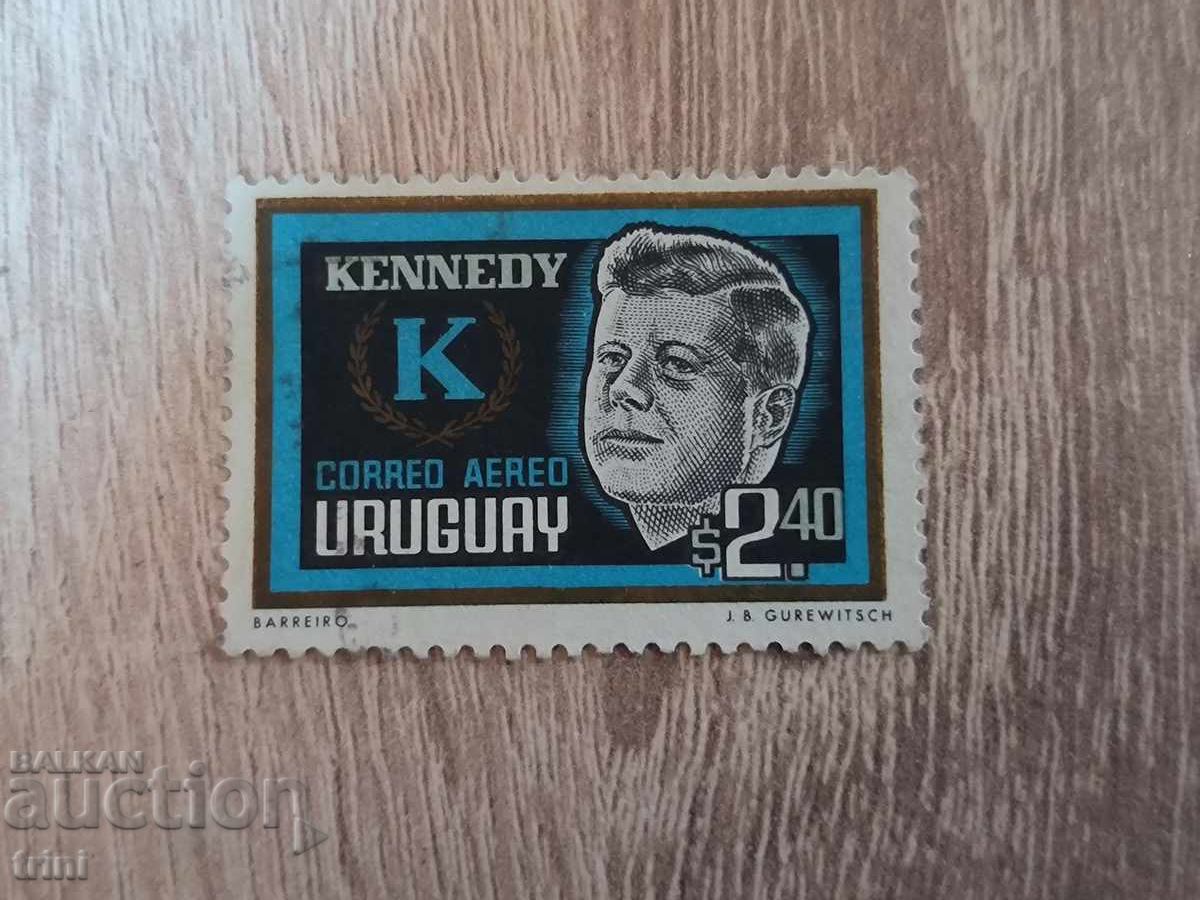 KENNEDY
K
CORREO AEREO
URUGUAY
$2.40
BARREIRO
J. B. GUREWITSCH
BALKAN
auction
trini